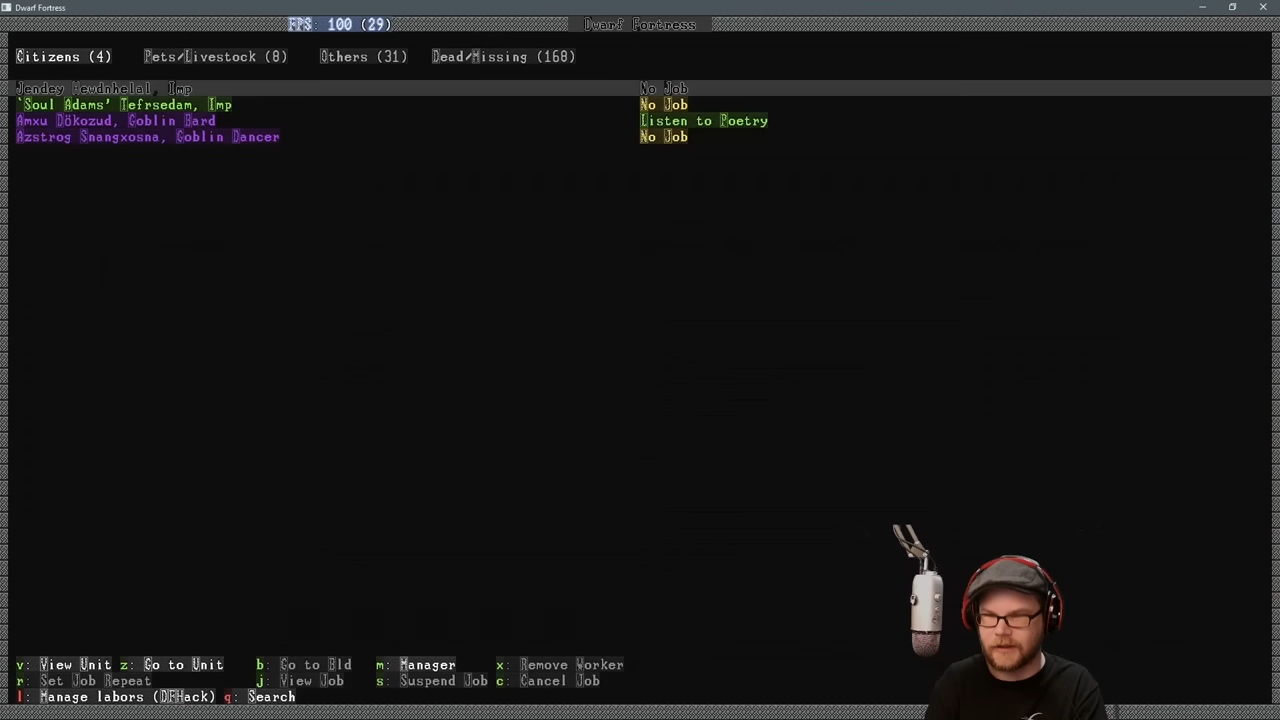 Dwarf Fortress
FPS: 100 (29)
Dwarf Fortress
Citizens (4) Pets/Livestock (8) Others (31) Dead/Missing (168)
Jendey Hewdnhelal, Imp No Job
`Soul Adams' Tefrsedam, Imp No Job
Amxu Dökozud, Goblin Bard Listen to Poetry
Azstrog Snangxosna, Goblin Dancer No Job
v: View Unit z: Go to Unit b: Go to Bld m: Manager x: Remove Worker
r: Set Job Repeat j: View Job s: Suspend Job c: Cancel Job
l: Manage labors (DFHack) q: Search